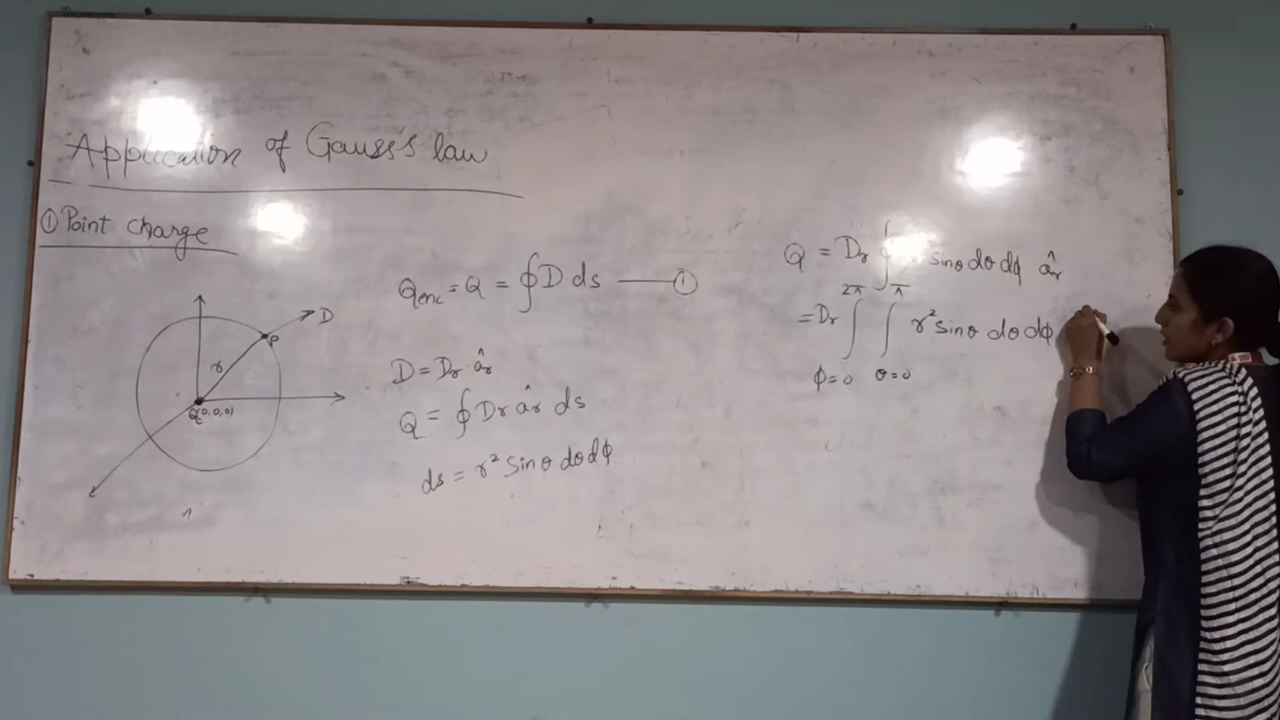 Application of Gauss's law
① Point charge
D
P
r
Q(0,0,0)
Qenc = Q = ∮ D ds —— ①
D = Dr âr
Q = ∮ Dr âr ds
ds = r² sinθ dθ dϕ
Q = Dr ∮ sinθ dθ dϕ âr
= Dr ∫_{ϕ=0}^{2π} ∫_{θ=0}^{π} r² sinθ dθ dϕ